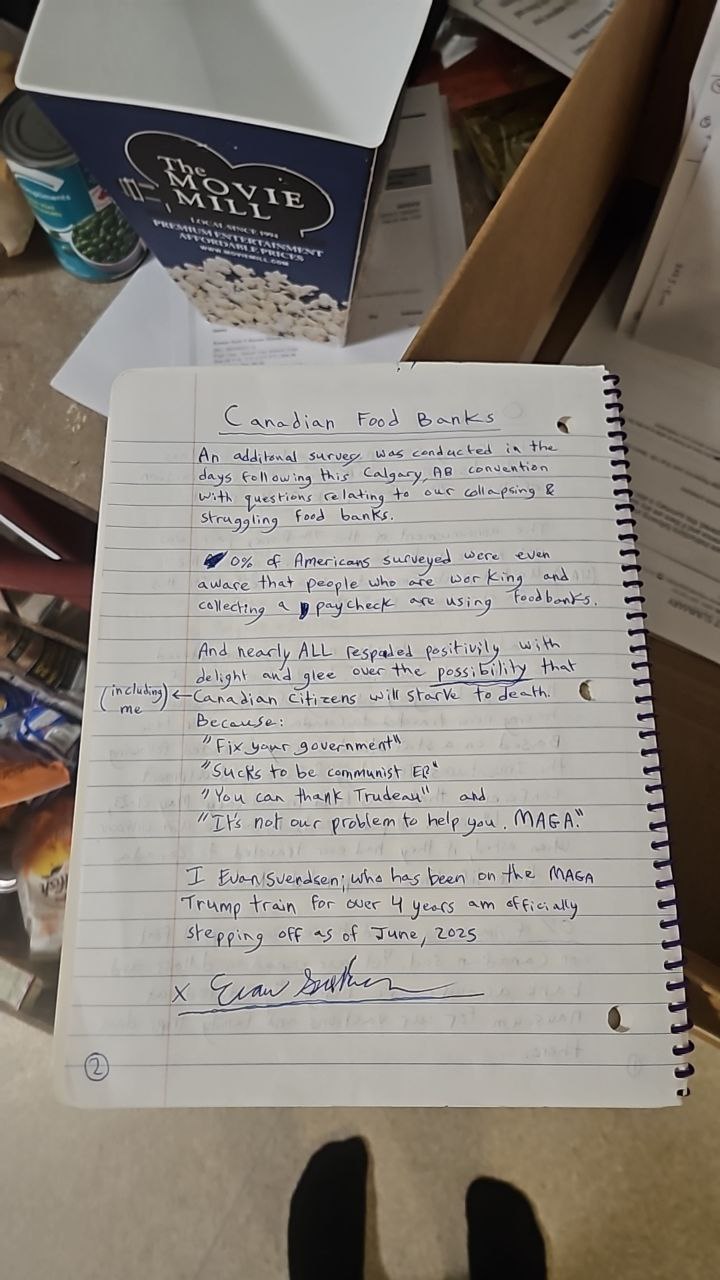 The
MOVIE
MILL
LOCAL SINCE 1994
PREMIUM ENTERTAINMENT
AFFORDABLE PRICES
WWW.MOVIEMILL.COM
Canadian Food Banks
An additonal survey was conducted in the
days following this Calgary, AB convention
with questions relating to our collapsing &
struggling food banks.
0% of Americans surveyed were even
aware that people who are working and
collecting a paycheck are using foodbanks.
And nearly ALL respaded positivily with
delight and glee over the possibility that
(including me) ← Canadian citizens will starve to death.
Because:
"Fix your government"
"Sucks to be communist ER"
"You can thank Trudeau" and
"It's not our problem to help you. MAGA."
I Evan Svendsen; who has been on the MAGA
Trump train for over 4 years am officially
stepping off as of June, 2025
x Evan
2